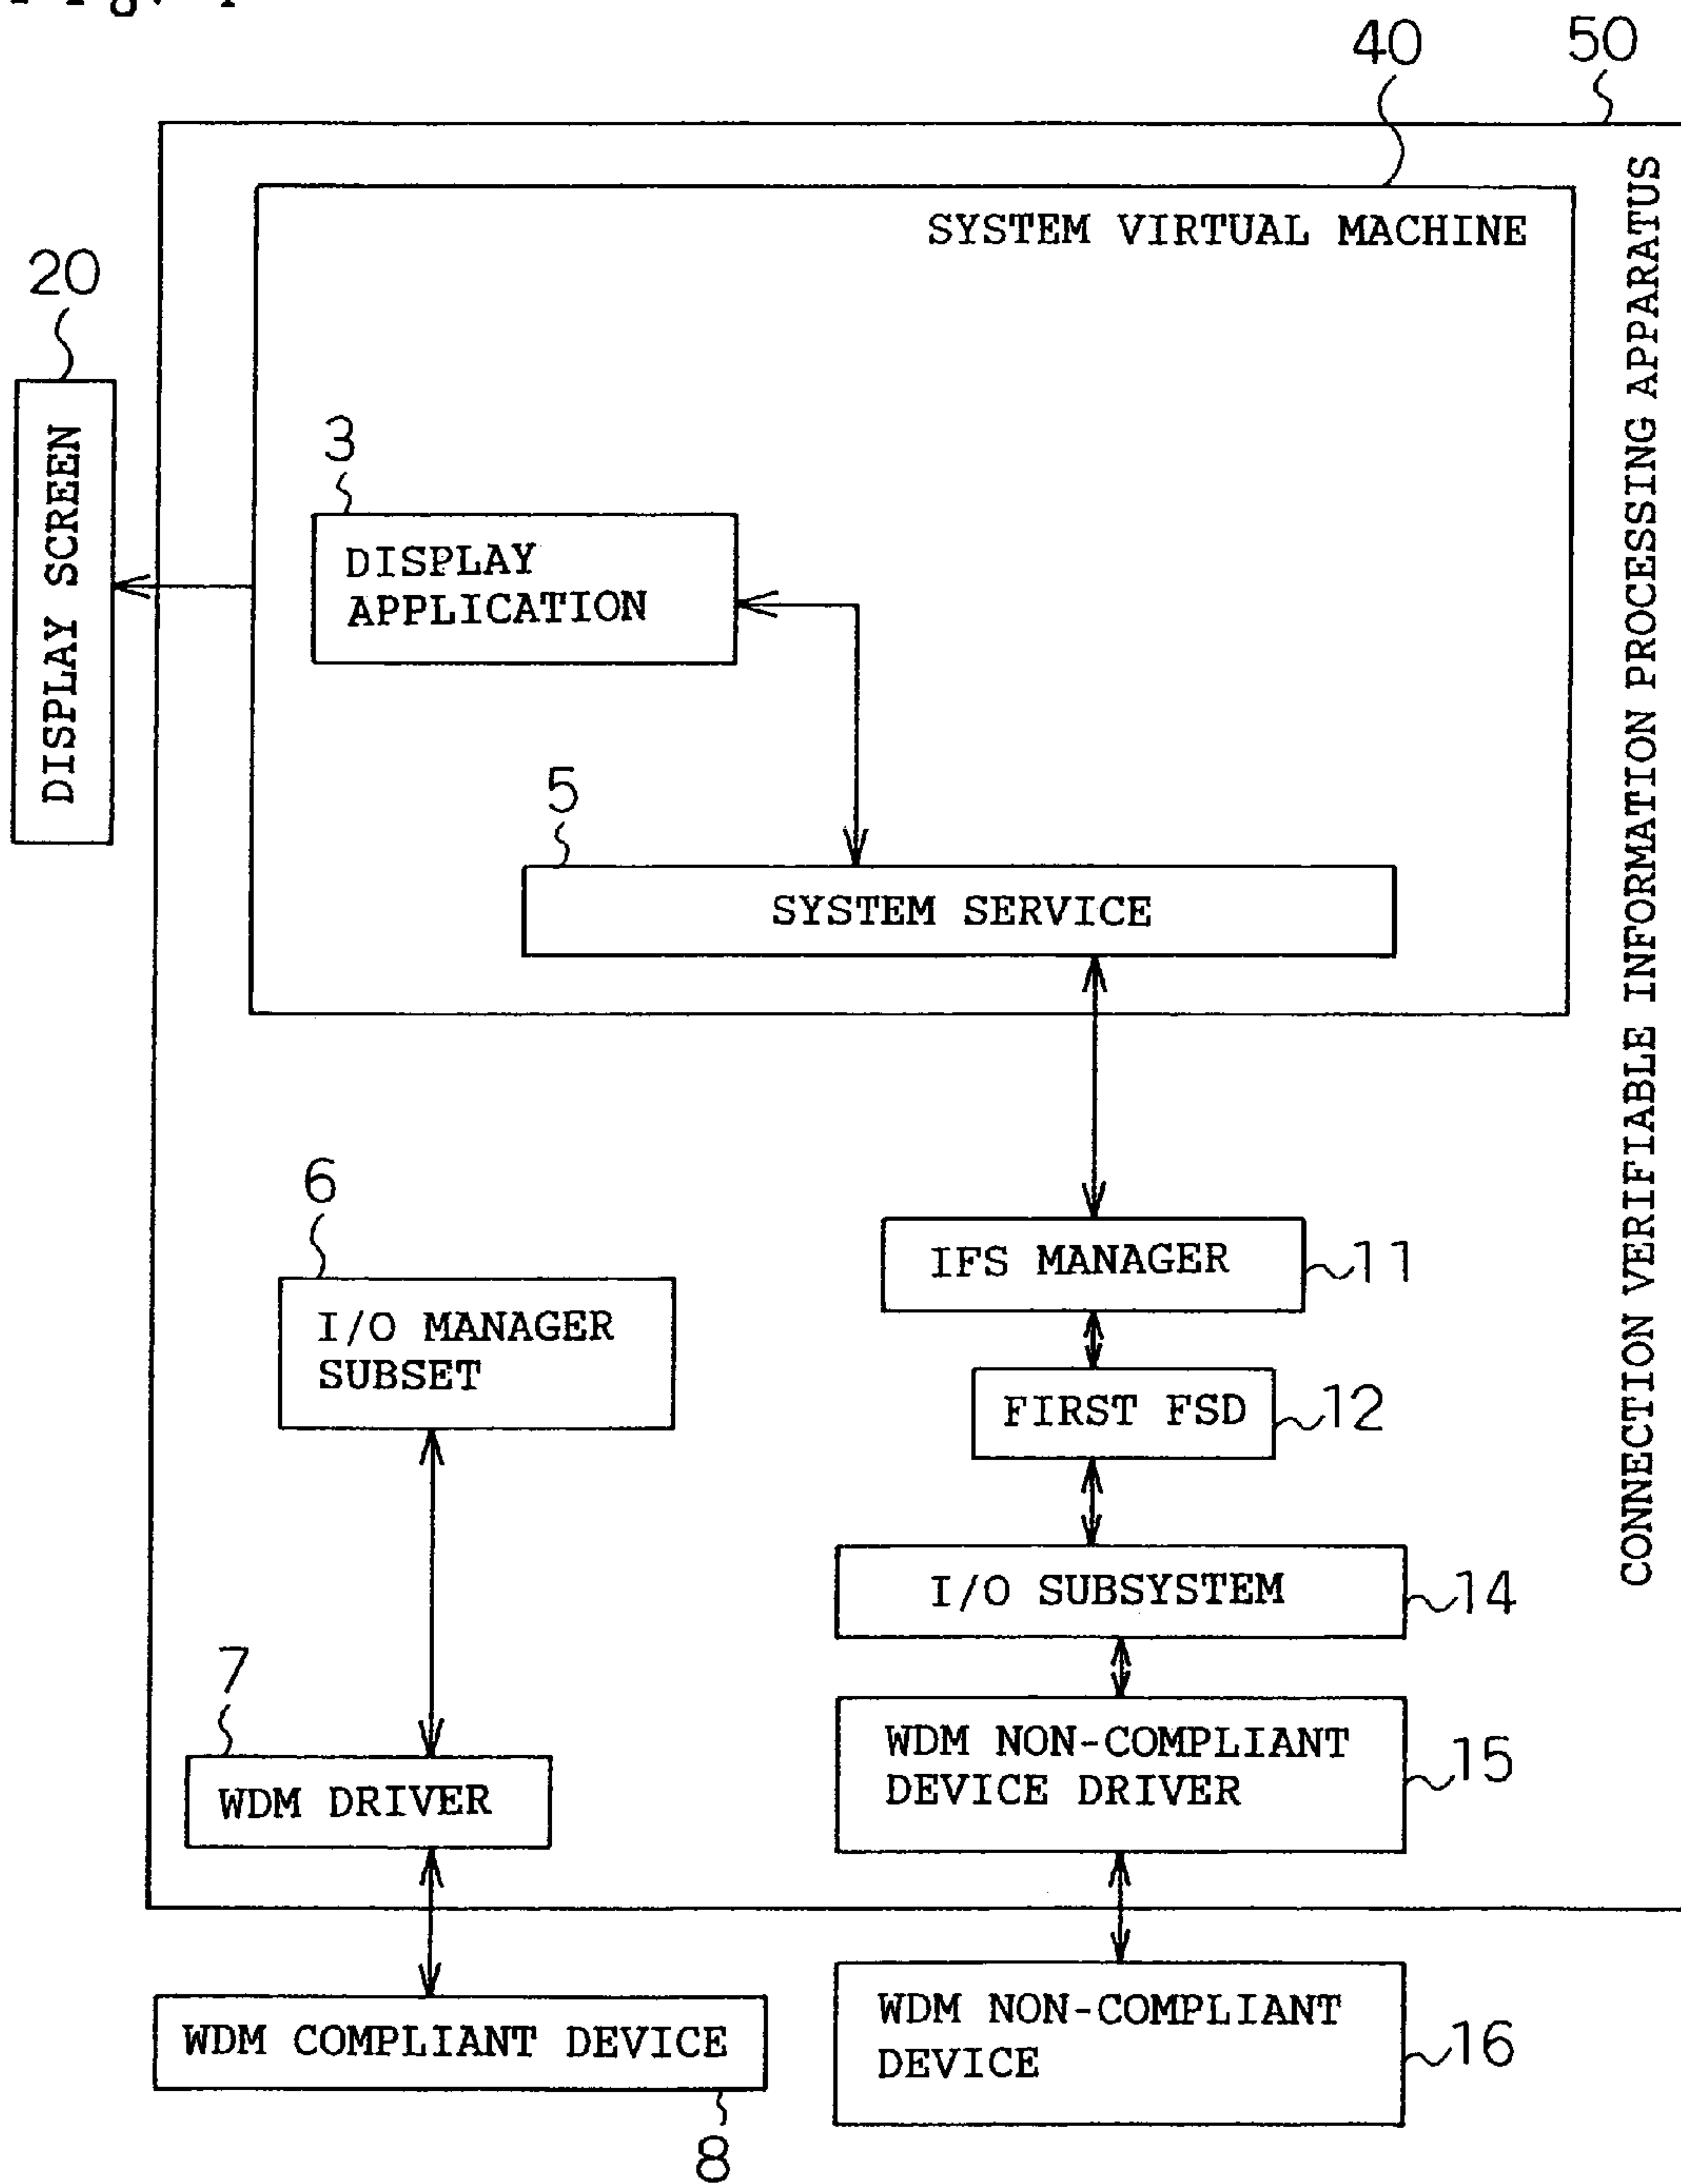 40
50
SYSTEM VIRTUAL MACHINE
CONNECTION VERIFIABLE INFORMATION PROCESSING APPARATUS
20
DISPLAY SCREEN
3
DISPLAY
APPLICATION
5
SYSTEM SERVICE
6
I/O MANAGER
SUBSET
IFS MANAGER
11
FIRST FSD
12
I/O SUBSYSTEM
14
7
WDM DRIVER
WDM NON-COMPLIANT
DEVICE DRIVER
15
WDM COMPLIANT DEVICE
8
WDM NON-COMPLIANT
DEVICE
16